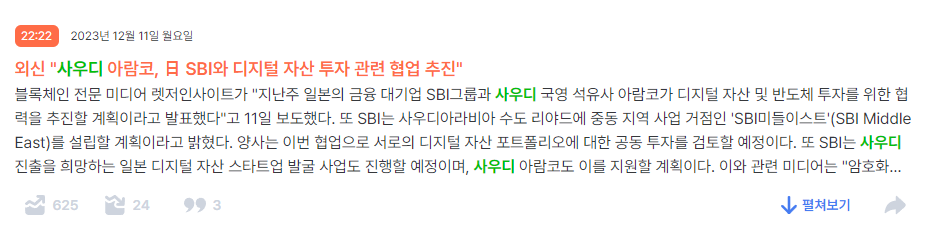 22:22 2023년 12월 11일 월요일
외신 "사우디 아람코, 日 SBI와 디지털 자산 투자 관련 협업 추진"
블록체인 전문 미디어 렛저인사이트가 "지난주 일본의 금융 대기업 SBI그룹과 사우디 국영 석유사 아람코가 디지털 자산 및 반도체 투자를 위한 협
력을 추진할 계획이라고 발표했다"고 11일 보도했다. 또 SBI는 사우디아라비아 수도 리야드에 중동 지역 사업 거점인 'SBI미들이스트'(SBI Middle
East)를 설립할 계획이라고 밝혔다. 양사는 이번 협업으로 서로의 디지털 자산 포트폴리오에 대한 공동 투자를 검토할 예정이다. 또 SBI는 사우디
진출을 희망하는 일본 디지털 자산 스타트업 발굴 사업도 진행할 예정이며, 사우디 아람코도 이를 지원할 계획이다. 이와 관련 미디어는 "암호화...
625 24 3 펼쳐보기